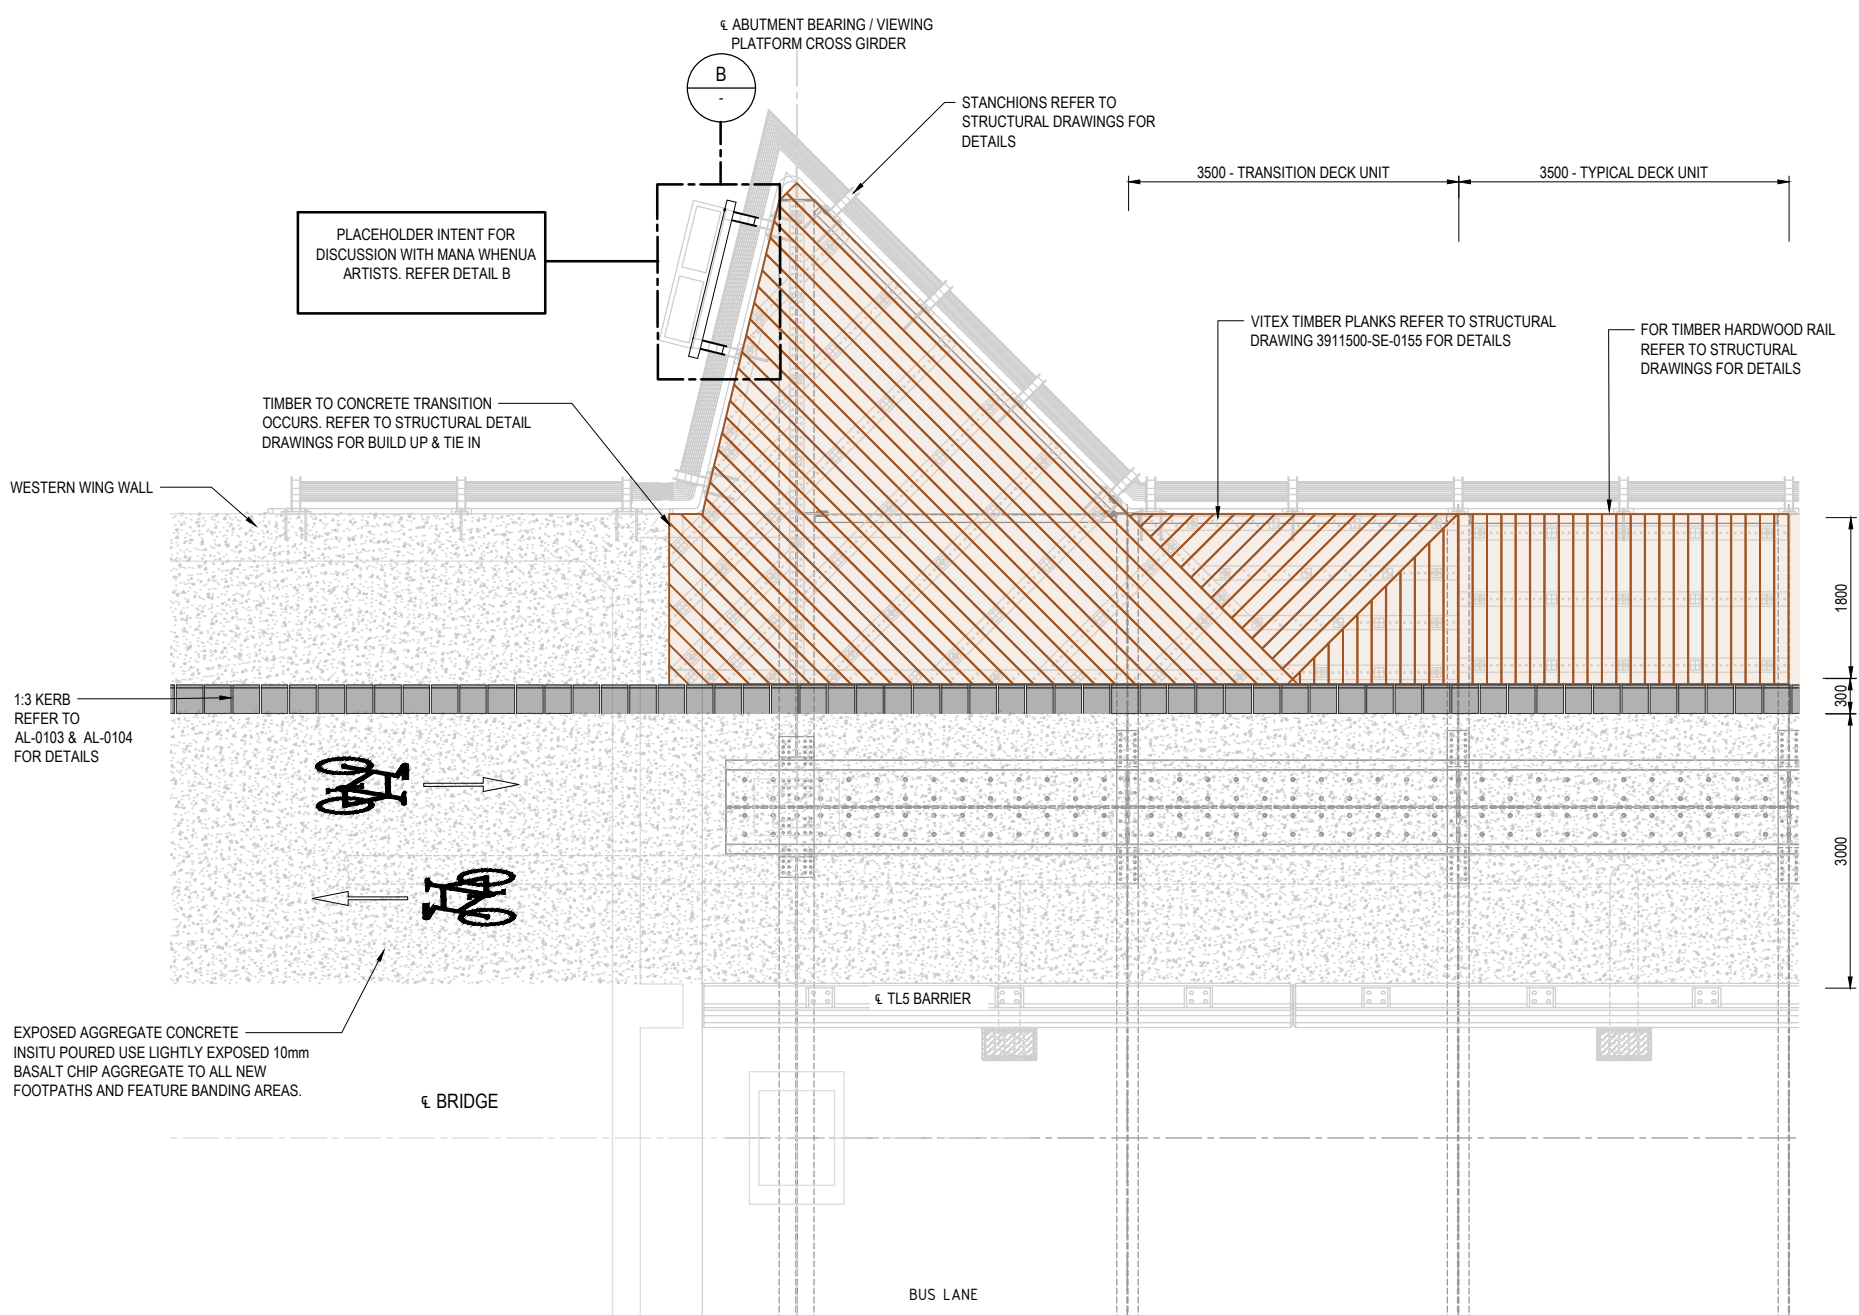 ℄ ABUTMENT BEARING / VIEWING
PLATFORM CROSS GIRDER
B
-
STANCHIONS REFER TO
STRUCTURAL DRAWINGS FOR
DETAILS
3500 - TRANSITION DECK UNIT
3500 - TYPICAL DECK UNIT
PLACEHOLDER INTENT FOR
DISCUSSION WITH MANA WHENUA
ARTISTS. REFER DETAIL B
VITEX TIMBER PLANKS REFER TO STRUCTURAL
DRAWING 3911500-SE-0155 FOR DETAILS
FOR TIMBER HARDWOOD RAIL
REFER TO STRUCTURAL
DRAWINGS FOR DETAILS
TIMBER TO CONCRETE TRANSITION
OCCURS. REFER TO STRUCTURAL DETAIL
DRAWINGS FOR BUILD UP & TIE IN
WESTERN WING WALL
1800
300
3000
1:3 KERB
REFER TO
AL-0103 & AL-0104
FOR DETAILS
℄ TL5 BARRIER
EXPOSED AGGREGATE CONCRETE
INSITU POURED USE LIGHTLY EXPOSED 10mm
BASALT CHIP AGGREGATE TO ALL NEW
FOOTPATHS AND FEATURE BANDING AREAS.
℄ BRIDGE
BUS LANE